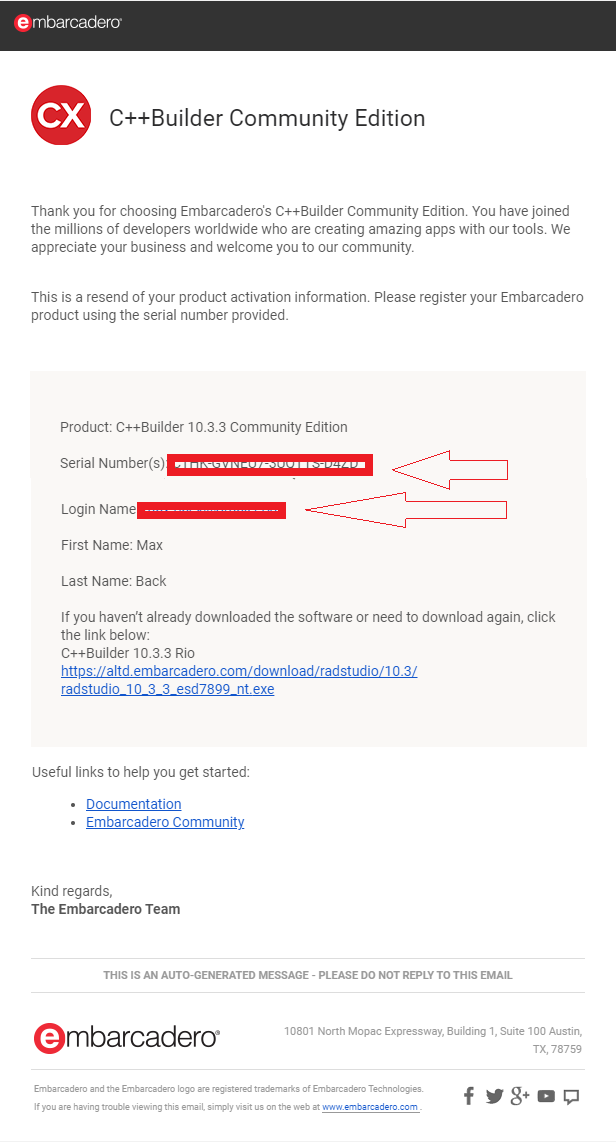 embarcadero®
CX C++Builder Community Edition
Thank you for choosing Embarcadero's C++Builder Community Edition. You have joined
the millions of developers worldwide who are creating amazing apps with our tools. We
appreciate your business and welcome you to our community.
This is a resend of your product activation information. Please register your Embarcadero
product using the serial number provided.
Product: C++Builder 10.3.3 Community Edition
Serial Number(s):
Login Name
First Name: Max
Last Name: Back
If you haven't already downloaded the software or need to download again, click
the link below:
C++Builder 10.3.3 Rio
https://altd.embarcadero.com/download/radstudio/10.3/
radstudio_10_3_3_esd7899_nt.exe
Useful links to help you get started:
• Documentation
• Embarcadero Community
Kind regards,
The Embarcadero Team
THIS IS AN AUTO-GENERATED MESSAGE - PLEASE DO NOT REPLY TO THIS EMAIL
embarcadero®
10801 North Mopac Expressway, Building 1, Suite 100 Austin,
TX, 78759
Embarcadero and the Embarcadero logo are registered trademarks of Embarcadero Technologies.
If you are having trouble viewing this email, simply visit us on the web at www.embarcadero.com .